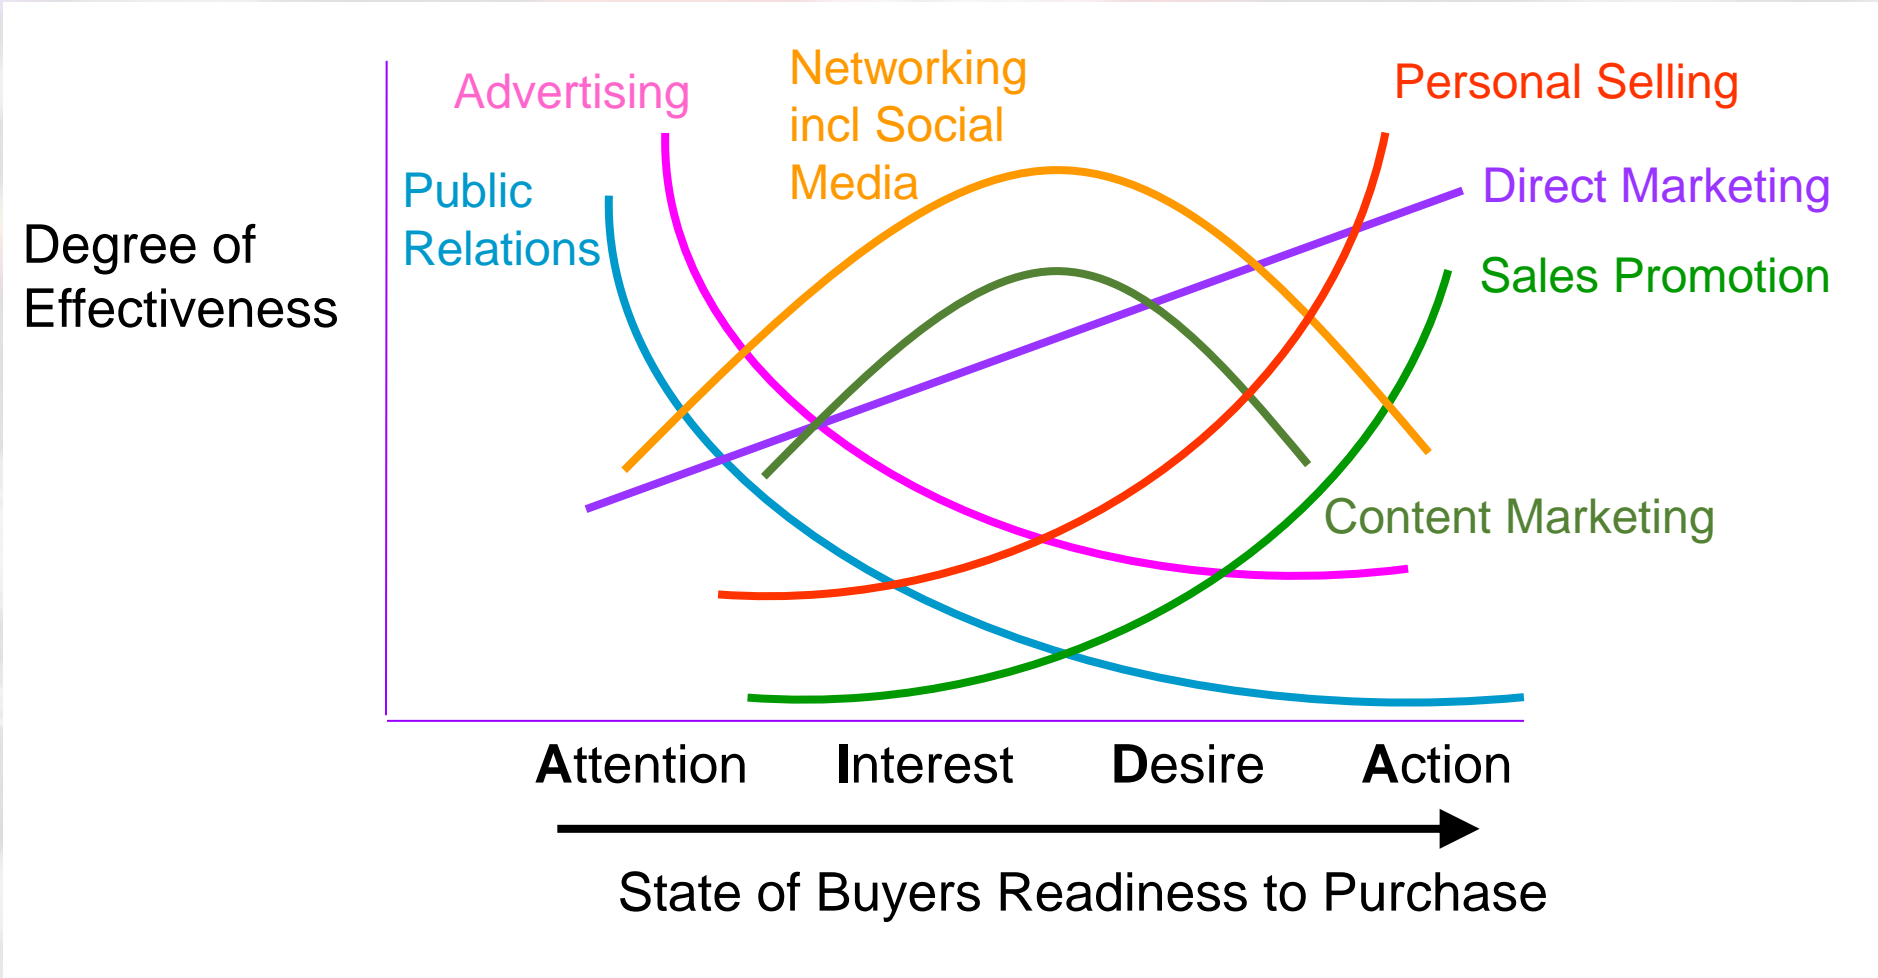 Advertising
Networking
incl Social
Media
Personal Selling
Public
Relations
Direct Marketing
Degree of
Effectiveness
Sales Promotion
Content Marketing
Attention
Interest
Desire
Action
State of Buyers Readiness to Purchase